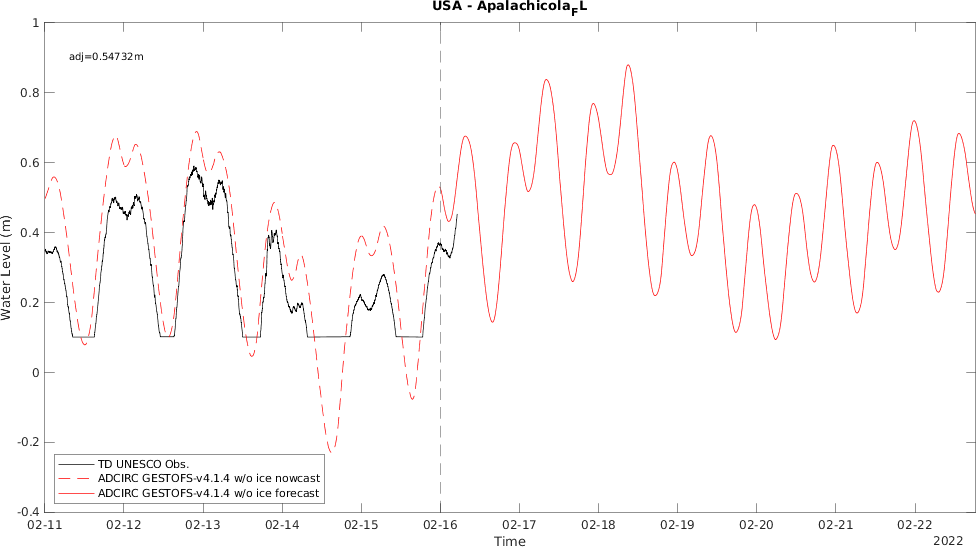 USA - Apalachicola_FL
adj=0.54732m
1
0.8
0.6
0.4
0.2
0
-0.2
-0.4
Water Level (m)
TD UNESCO Obs.
ADCIRC GESTOFS-v4.1.4 w/o ice nowcast
ADCIRC GESTOFS-v4.1.4 w/o ice forecast
02-11 02-12 02-13 02-14 02-15 02-16 02-17 02-18 02-19 02-20 02-21 02-22
Time
2022